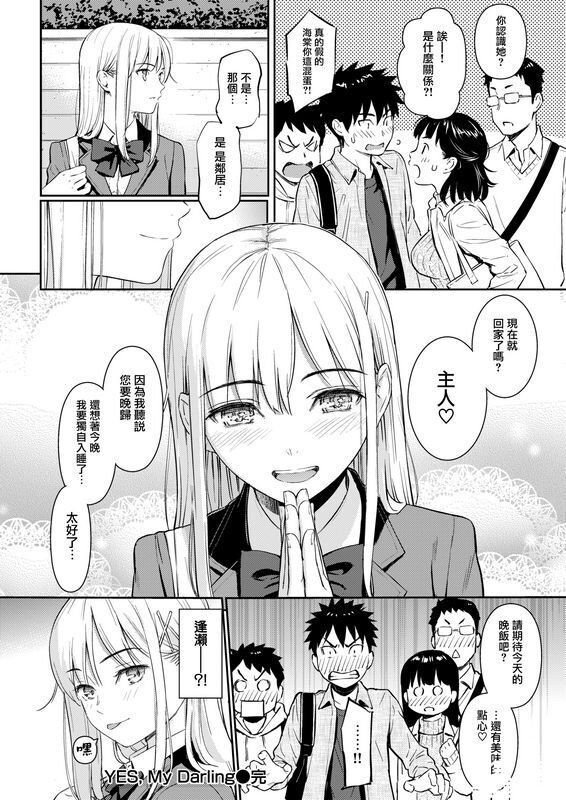 你認識她?
誒—!
是什麼關係?!
真的假的
海棠你這混蛋?!
不是…
那個…
是 是鄰居…
現在就
回家了嗎?
主人♡
因為我聽說
您要晚歸
還想著今晚
我要獨自入睡了…
太好了…
請期待今天的
晚飯吧?
…還有美味的
點心♡
…!!
逢瀨
—?!
嘿
YES, My Darling●完